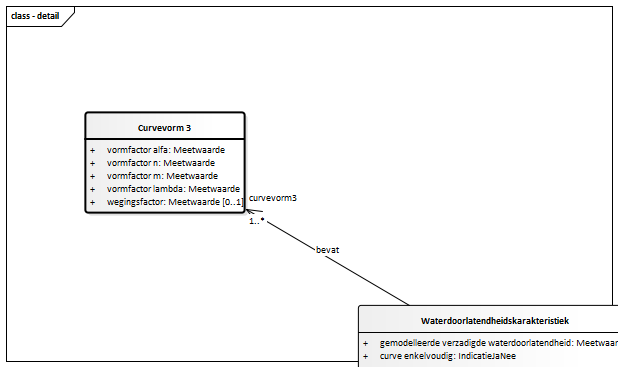 class - detail
Curvevorm 3
+ vormfactor alfa: Meetwaarde
+ vormfactor n: Meetwaarde
+ vormfactor m: Meetwaarde
+ vormfactor lambda: Meetwaarde
+ wegingsfactor: Meetwaarde [0..1]
curvevorm3
1..*
bevat
Waterdoorlatendheidskarakteristiek
+ gemodelleerde verzadigde waterdoorlatendheid: Meetwaar
+ curve enkelvoudig: IndicatieJaNee